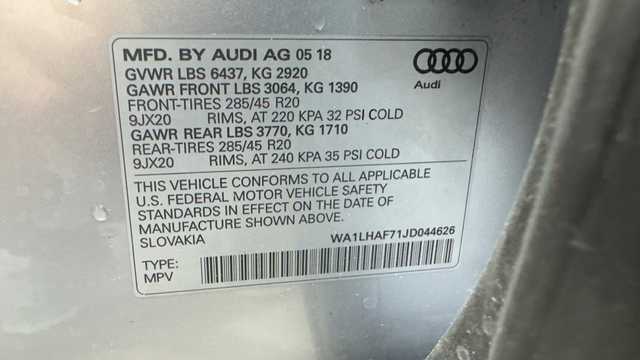 MFD. BY AUDI AG 05 18
GVWR LBS 6437, KG 2920
GAWR FRONT LBS 3064, KG 1390
FRONT-TIRES 285/45 R20
9JX20 RIMS, AT 220 KPA 32 PSI COLD
GAWR REAR LBS 3770, KG 1710
REAR-TIRES 285/45 R20
9JX20 RIMS, AT 240 KPA 35 PSI COLD
Audi
THIS VEHICLE CONFORMS TO ALL APPLICABLE
U.S. FEDERAL MOTOR VEHICLE SAFETY
STANDARDS IN EFFECT ON THE DATE OF
MANUFACTURE SHOWN ABOVE.
SLOVAKIA WA1LHAF71JD044626
TYPE:
MPV